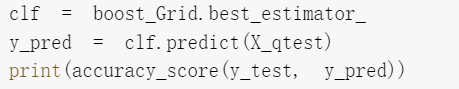 clf = boost_Grid.best_estimator_
y_pred = clf.predict(X_qtest)
print(accuracy_score(y_test, y_pred))